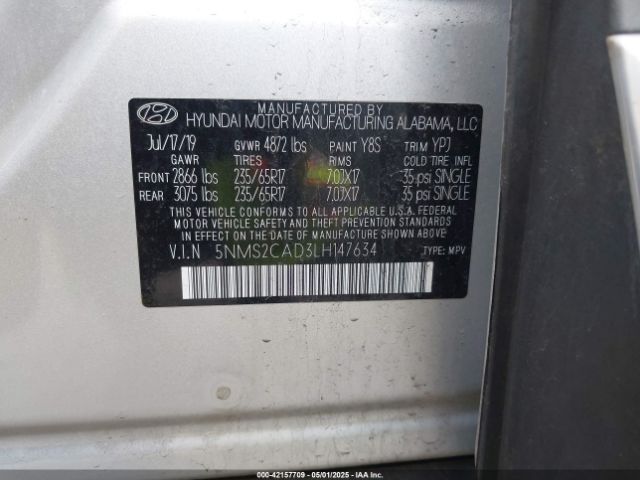 MANUFACTURED BY
HYUNDAI MOTOR MANUFACTURING ALABAMA, LLC
Jul/17/19 GVWR 4872 lbs PAINT Y8S TRIM YPJ
GAWR TIRES RIMS COLD TIRE INFL
FRONT 2866 lbs 235/65R17 7.0JX17 35 psi SINGLE
REAR 3075 lbs 235/65R17 7.0JX17 35 psi SINGLE
THIS VEHICLE CONFORMS TO ALL APPLICABLE U.S.A. FEDERAL
MOTOR VEHICLE SAFETY, BUMPER, AND THEFT PREVENTION
STANDARDS IN EFFECT ON THE DATE OF MANUFACTURE SHOWN ABOVE.
V.I.N 5NMS2CAD3LH147634 TYPE: MPV
000-42157709 - 05/01/2025 - IAAI.COM